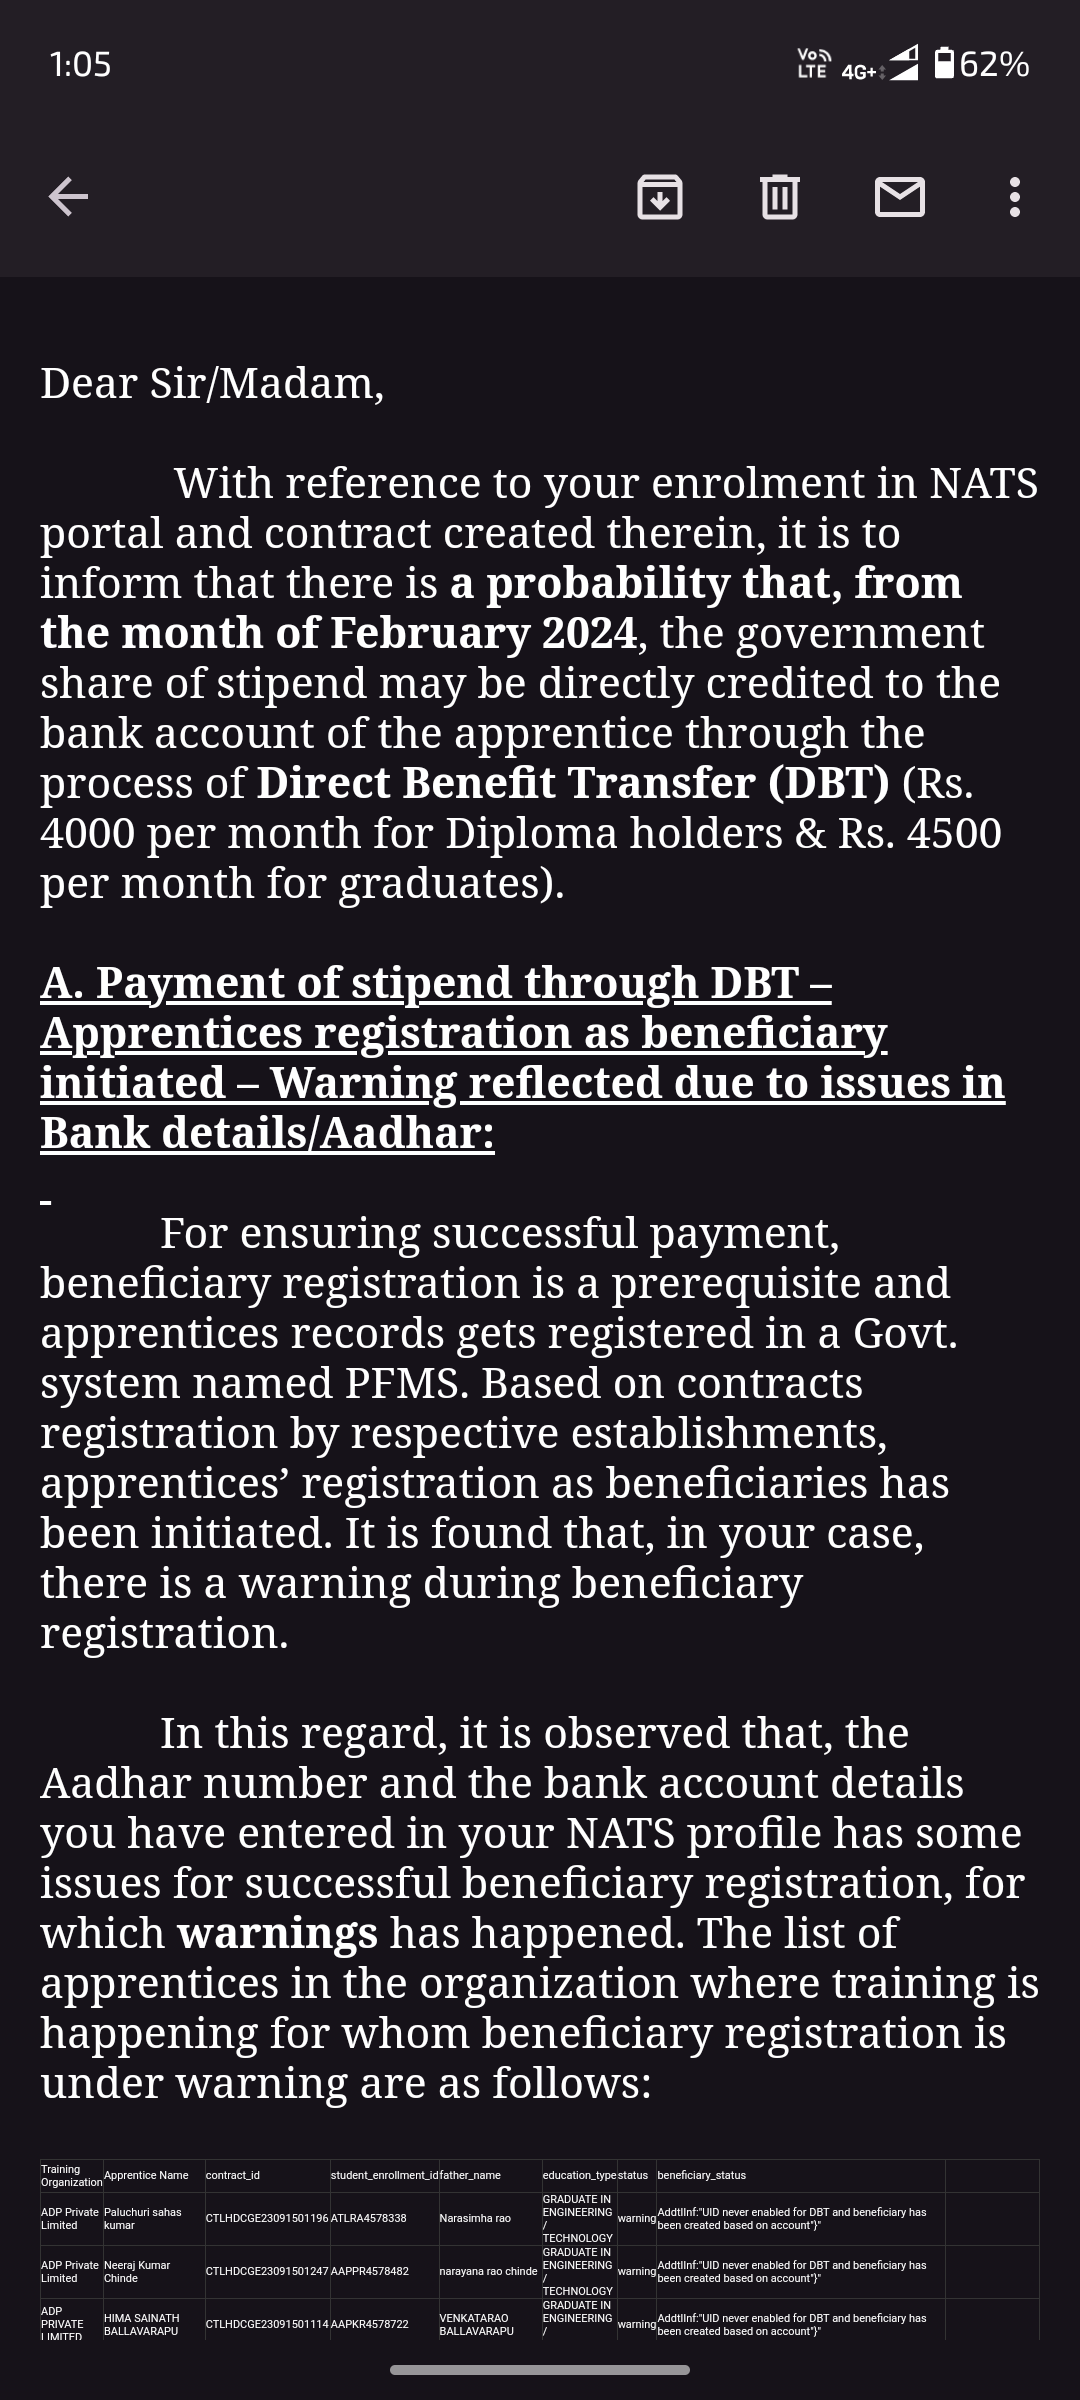 1:05
Vo LTE 4G+ 62%
Dear Sir/Madam,
With reference to your enrolment in NATS
portal and contract created therein, it is to
inform that there is a probability that, from
the month of February 2024, the government
share of stipend may be directly credited to the
bank account of the apprentice through the
process of Direct Benefit Transfer (DBT) (Rs.
4000 per month for Diploma holders & Rs. 4500
per month for graduates).
A. Payment of stipend through DBT –
Apprentices registration as beneficiary
initiated – Warning reflected due to issues in
Bank details/Aadhar:
For ensuring successful payment,
beneficiary registration is a prerequisite and
apprentices records gets registered in a Govt.
system named PFMS. Based on contracts
registration by respective establishments,
apprentices’ registration as beneficiaries has
been initiated. It is found that, in your case,
there is a warning during beneficiary
registration.
In this regard, it is observed that, the
Aadhar number and the bank account details
you have entered in your NATS profile has some
issues for successful beneficiary registration, for
which warnings has happened. The list of
apprentices in the organization where training is
happening for whom beneficiary registration is
under warning are as follows:
Training Organization Apprentice Name contract_id student_enrollment_id father_name education_type status beneficiary_status
ADP Private Limited Paluchuri sahas kumar CTLHDCGE23091501196 ATLRA4578338 Narasimha rao GRADUATE IN ENGINEERING / TECHNOLOGY warning AddtlInf:"UID never enabled for DBT and beneficiary has been created based on account"}"
ADP Private Limited Neeraj Kumar Chinde CTLHDCGE23091501247 AAPPR4578482 narayana rao chinde GRADUATE IN ENGINEERING / TECHNOLOGY warning AddtlInf:"UID never enabled for DBT and beneficiary has been created based on account"}"
ADP PRIVATE LIMITED HIMA SAINATH BALLAVARAPU CTLHDCGE23091501114 AAPKR4578722 VENKATARAO BALLAVARAPU GRADUATE IN ENGINEERING / warning AddtlInf:"UID never enabled for DBT and beneficiary has been created based on account"}"